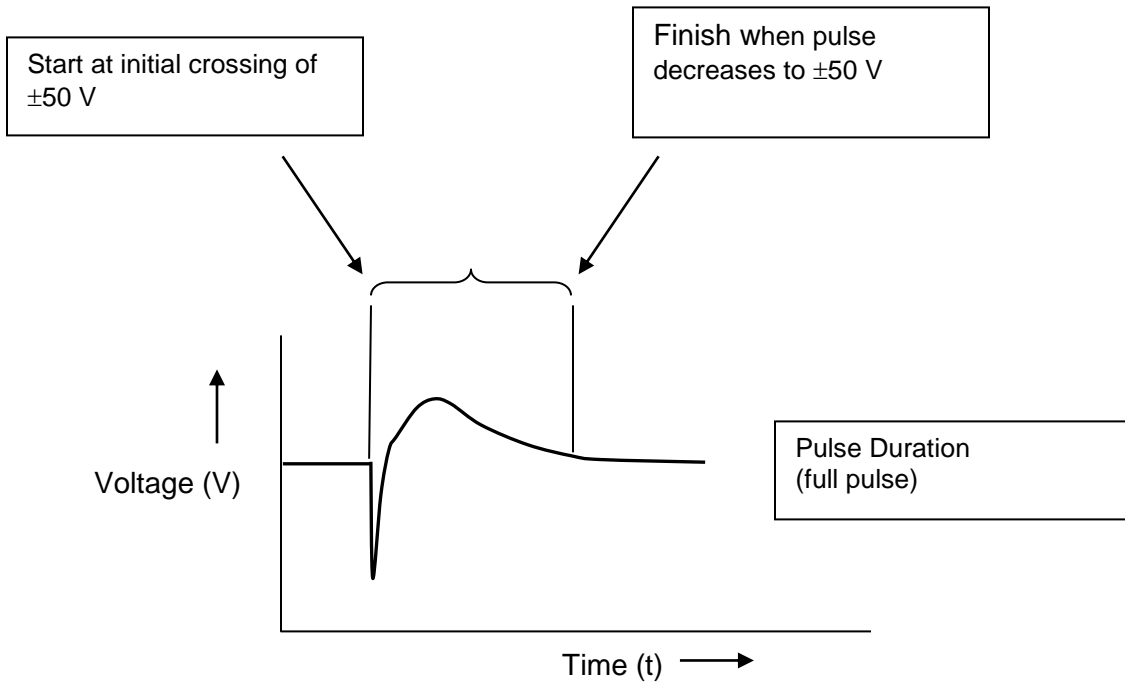 Start at initial crossing of
±50 V
Finish when pulse
decreases to ±50 V
Voltage (V)
Pulse Duration
(full pulse)
Time (t)